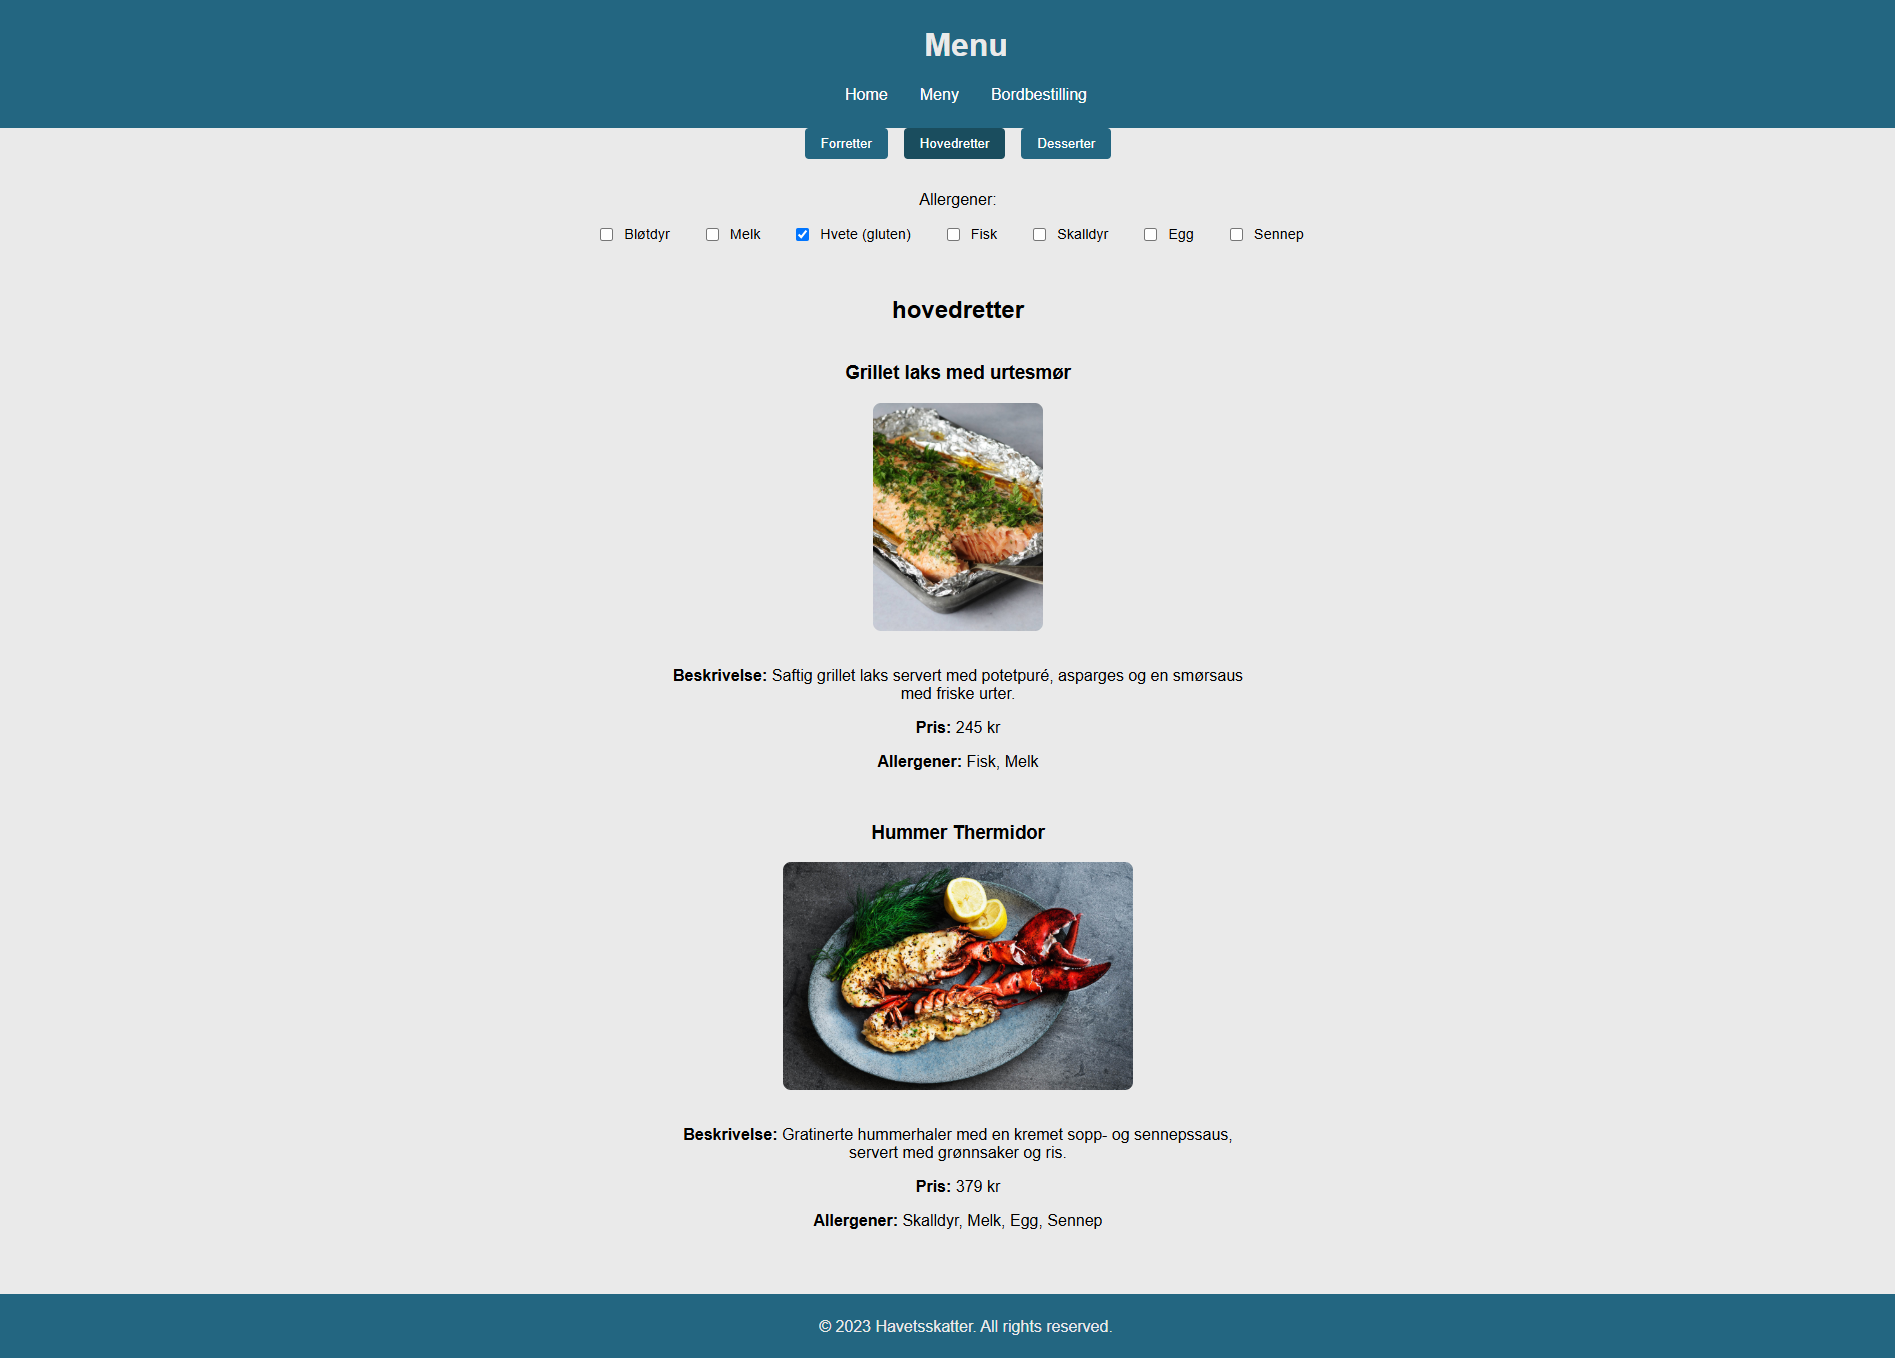 Menu
Home Meny Bordbestilling
Forretter Hovedretter Desserter
Allergener:
Bløtdyr Melk Hvete (gluten) Fisk Skalldyr Egg Sennep
hovedretter
Grillet laks med urtesmør
Beskrivelse: Saftig grillet laks servert med potetpuré, asparges og en smørsaus
med friske urter.
Pris: 245 kr
Allergener: Fisk, Melk
Hummer Thermidor
Beskrivelse: Gratinerte hummerhaler med en kremet sopp- og sennepssaus,
servert med grønnsaker og ris.
Pris: 379 kr
Allergener: Skalldyr, Melk, Egg, Sennep
© 2023 Havetsskatter. All rights reserved.